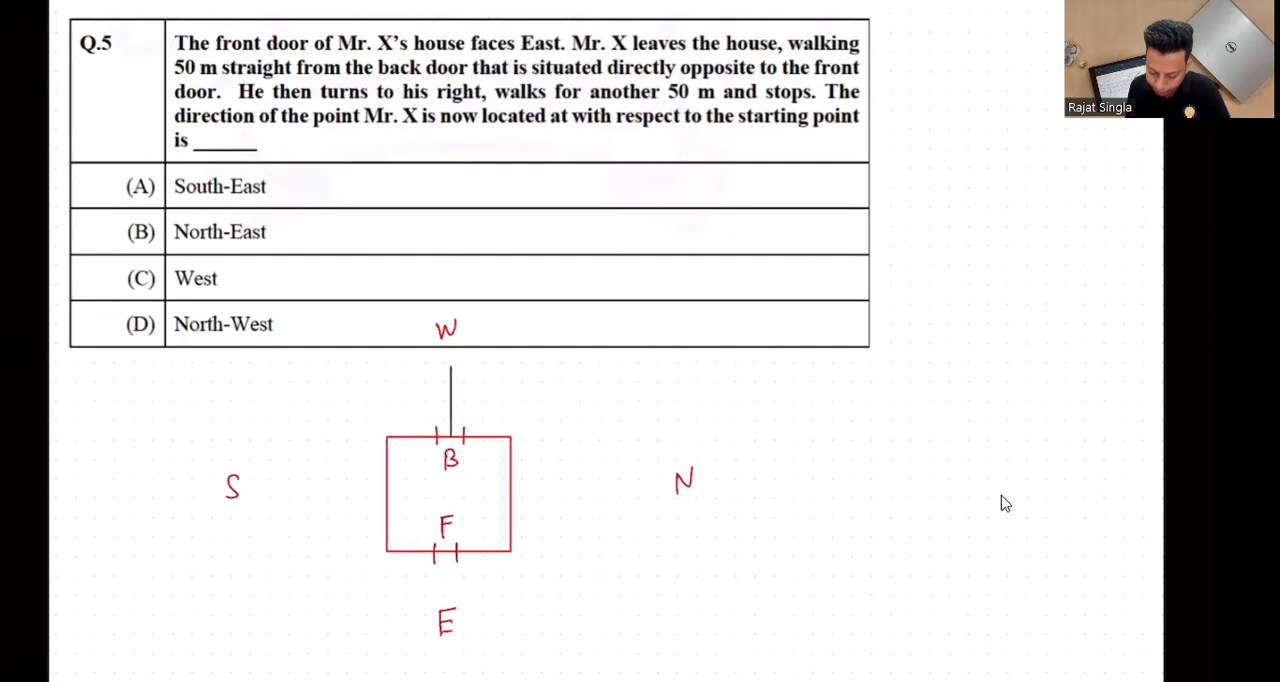 Q.5
The front door of Mr. X’s house faces East. Mr. X leaves the house, walking
50 m straight from the back door that is situated directly opposite to the front
door. He then turns to his right, walks for another 50 m and stops. The
direction of the point Mr. X is now located at with respect to the starting point
is ______
(A) South-East
(B) North-East
(C) West
(D) North-West
W
B
S
N
F
E
Rajat Singla